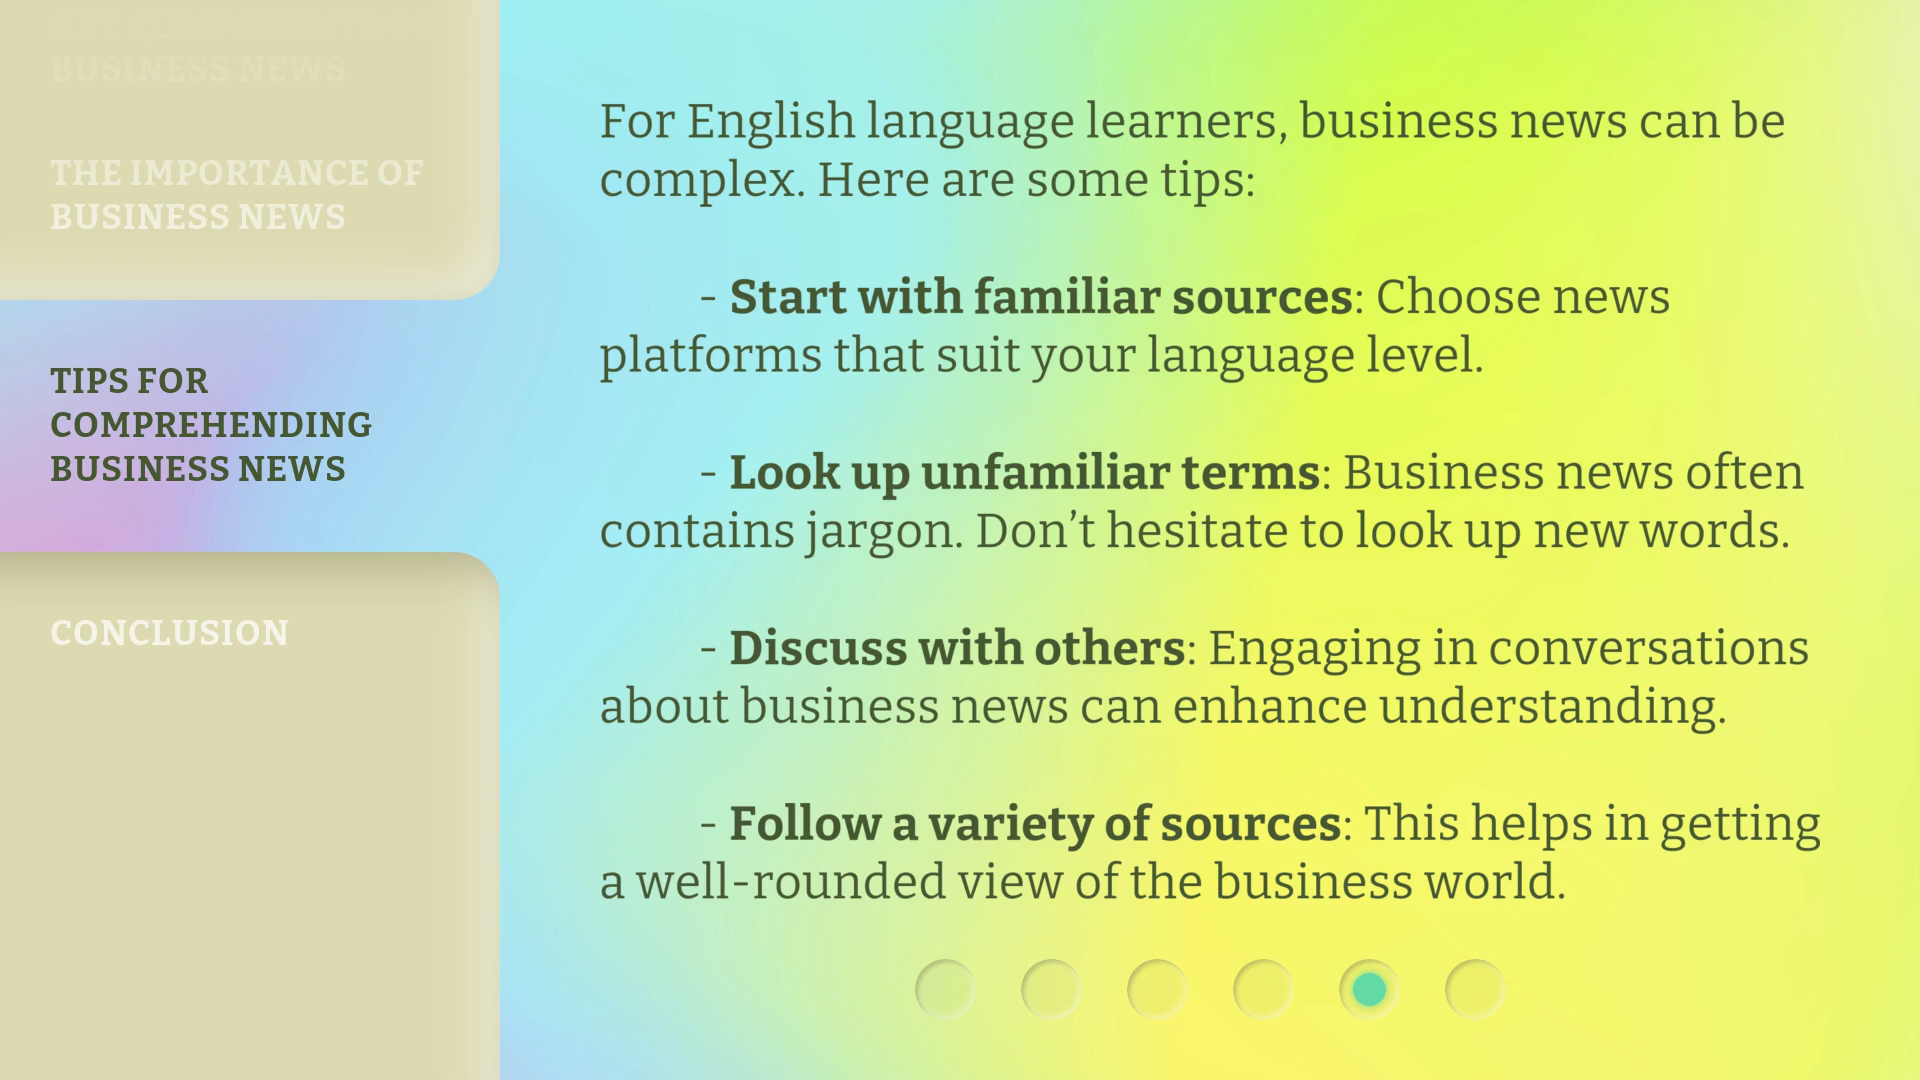 KEY COMPONENTS OF
BUSINESS NEWS
THE IMPORTANCE OF
BUSINESS NEWS
TIPS FOR
COMPREHENDING
BUSINESS NEWS
CONCLUSION
For English language learners, business news can be
complex. Here are some tips:
- Start with familiar sources: Choose news
platforms that suit your language level.
- Look up unfamiliar terms: Business news often
contains jargon. Don’t hesitate to look up new words.
- Discuss with others: Engaging in conversations
about business news can enhance understanding.
- Follow a variety of sources: This helps in getting
a well-rounded view of the business world.